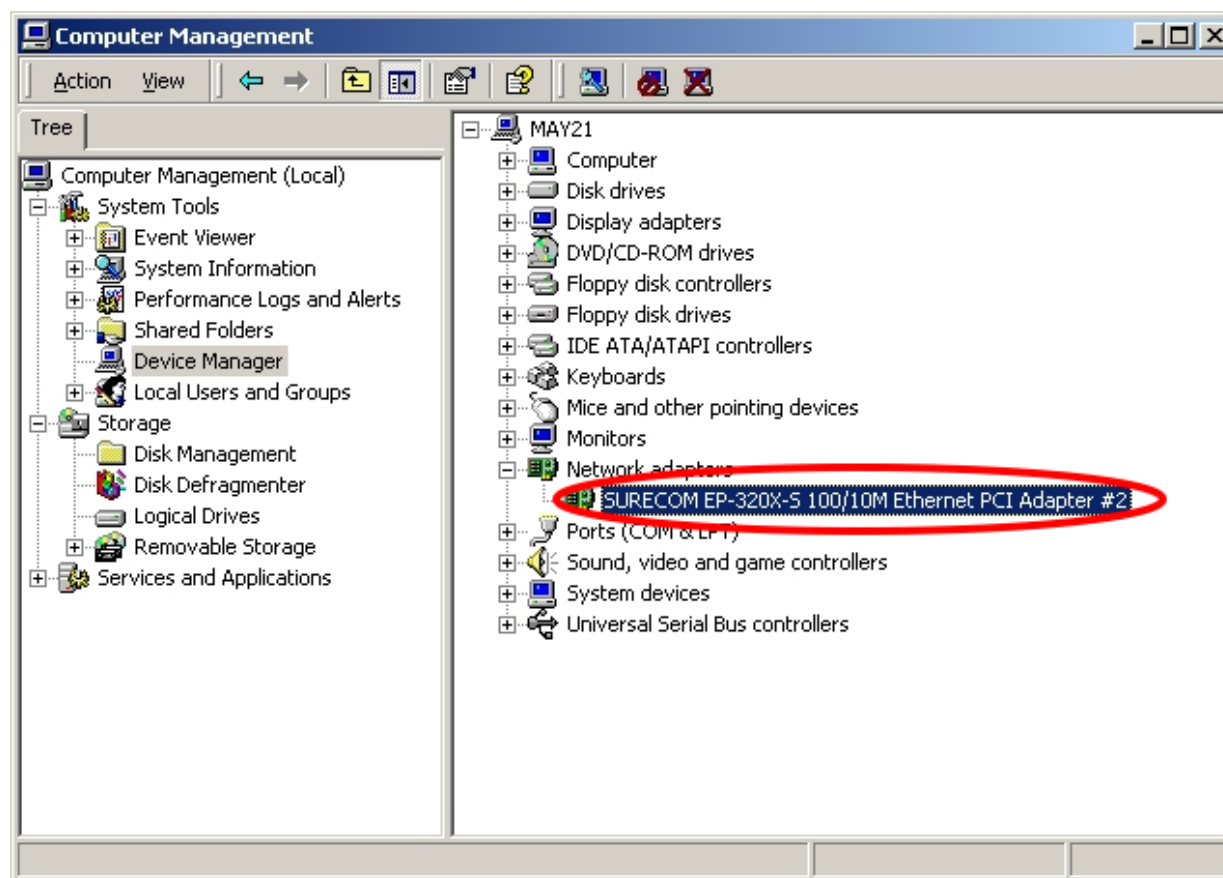 Computer Management
Action View
Tree
Computer Management (Local)
System Tools
Event Viewer
System Information
Performance Logs and Alerts
Shared Folders
Device Manager
Local Users and Groups
Storage
Disk Management
Disk Defragmenter
Logical Drives
Removable Storage
Services and Applications
MAY21
Computer
Disk drives
Display adapters
DVD/CD-ROM drives
Floppy disk controllers
Floppy disk drives
IDE ATA/ATAPI controllers
Keyboards
Mice and other pointing devices
Monitors
Network adapters
SURECOM EP-320X-S 100/10M Ethernet PCI Adapter #2
Ports (COM & LPT)
Sound, video and game controllers
System devices
Universal Serial Bus controllers